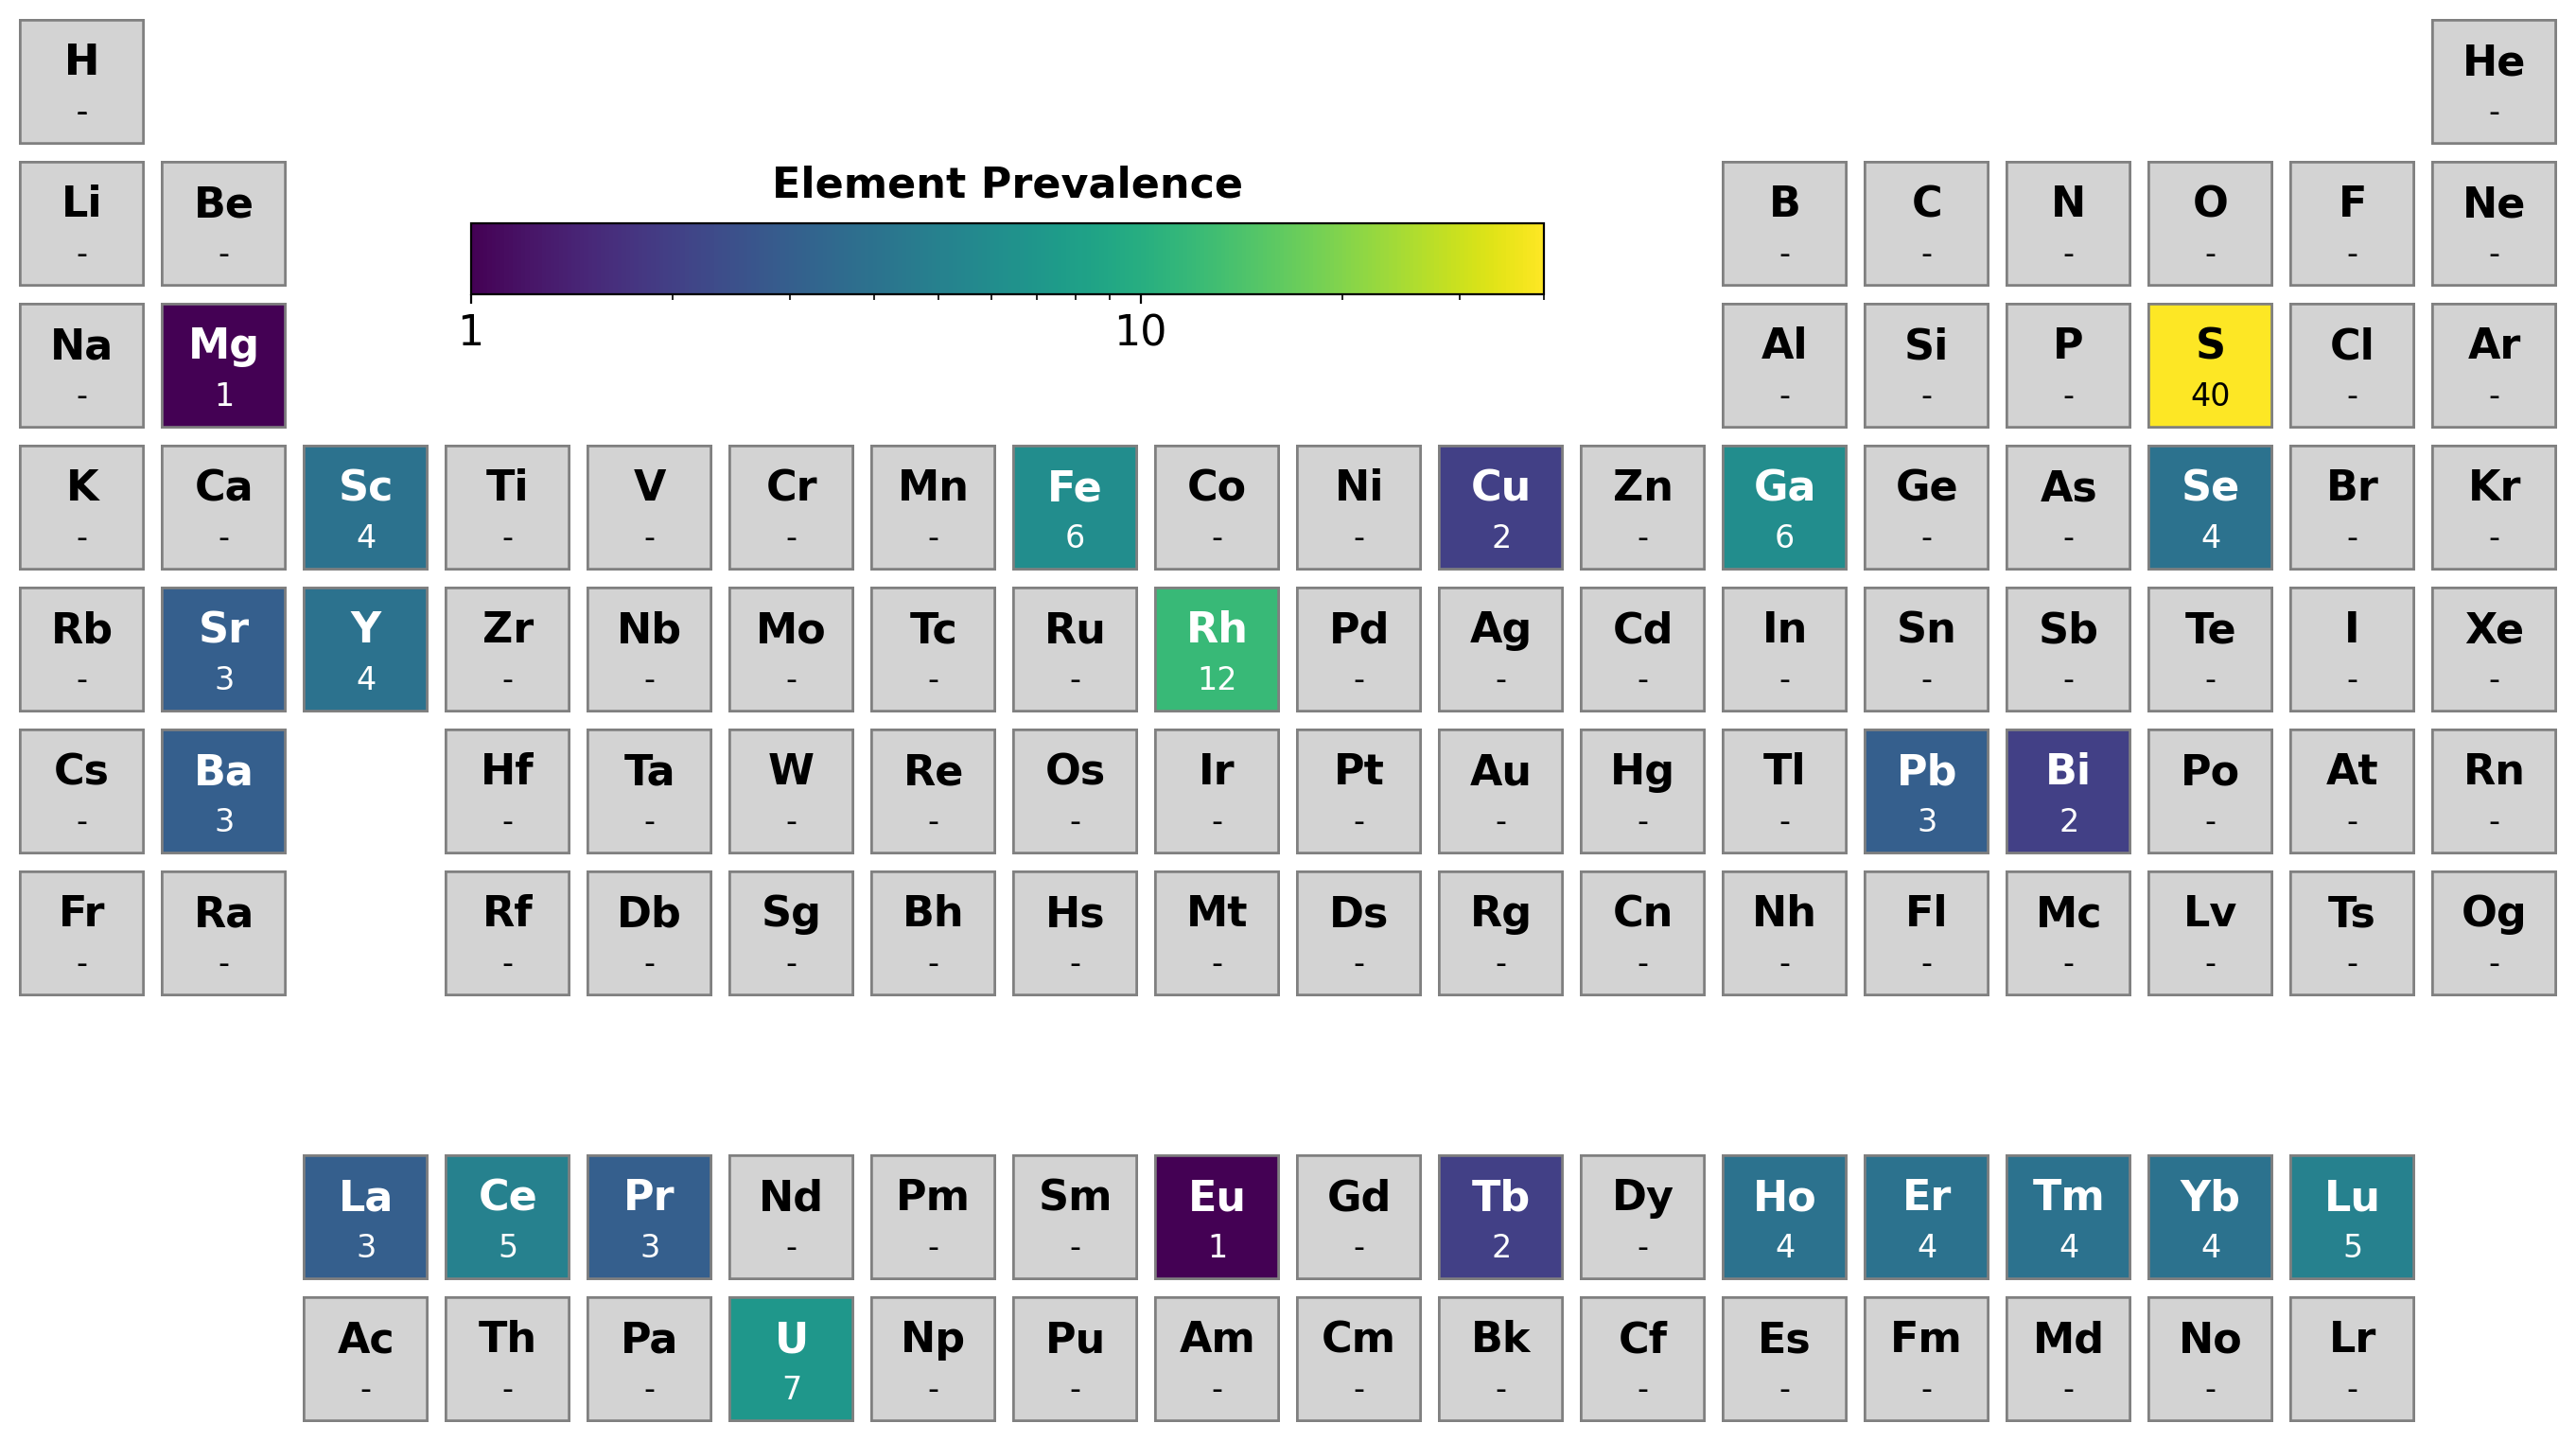 H He
- -
Element Prevalence
Li Be B C N O F Ne
- - - - - - - -
1 10
Na Mg Al Si P S Cl Ar
- 1 - - - 40 - -
K Ca Sc Ti V Cr Mn Fe Co Ni Cu Zn Ga Ge As Se Br Kr
- - 4 - - - - 6 - - 2 - 6 - - 4 - -
Rb Sr Y Zr Nb Mo Tc Ru Rh Pd Ag Cd In Sn Sb Te I Xe
- 3 4 - - - - - 12 - - - - - - - - -
Cs Ba Hf Ta W Re Os Ir Pt Au Hg Tl Pb Bi Po At Rn
- 3 - - - - - - - - - - 3 2 - - -
Fr Ra Rf Db Sg Bh Hs Mt Ds Rg Cn Nh Fl Mc Lv Ts Og
- - - - - - - - - - - - - - - - -
La Ce Pr Nd Pm Sm Eu Gd Tb Dy Ho Er Tm Yb Lu
3 5 3 - - - 1 - 2 - 4 4 4 4 5
Ac Th Pa U Np Pu Am Cm Bk Cf Es Fm Md No Lr
- - - 7 - - - - - - - - - - -